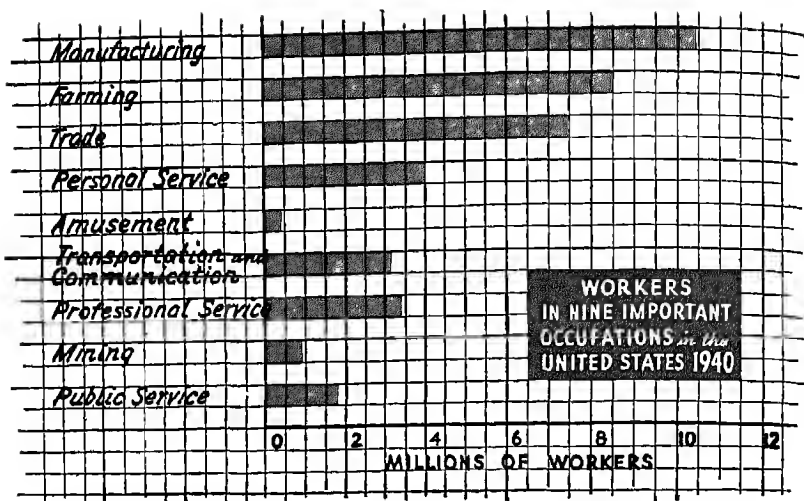 Manufacturing
Farming
Trade
Personal Service
Amusement
Transportation and
Communication
Professional Service
Mining
Public Service
WORKERS
IN NINE IMPORTANT
OCCUPATIONS in the
UNITED STATES 1940
0 2 4 6 8 10 12
MILLIONS OF WORKERS